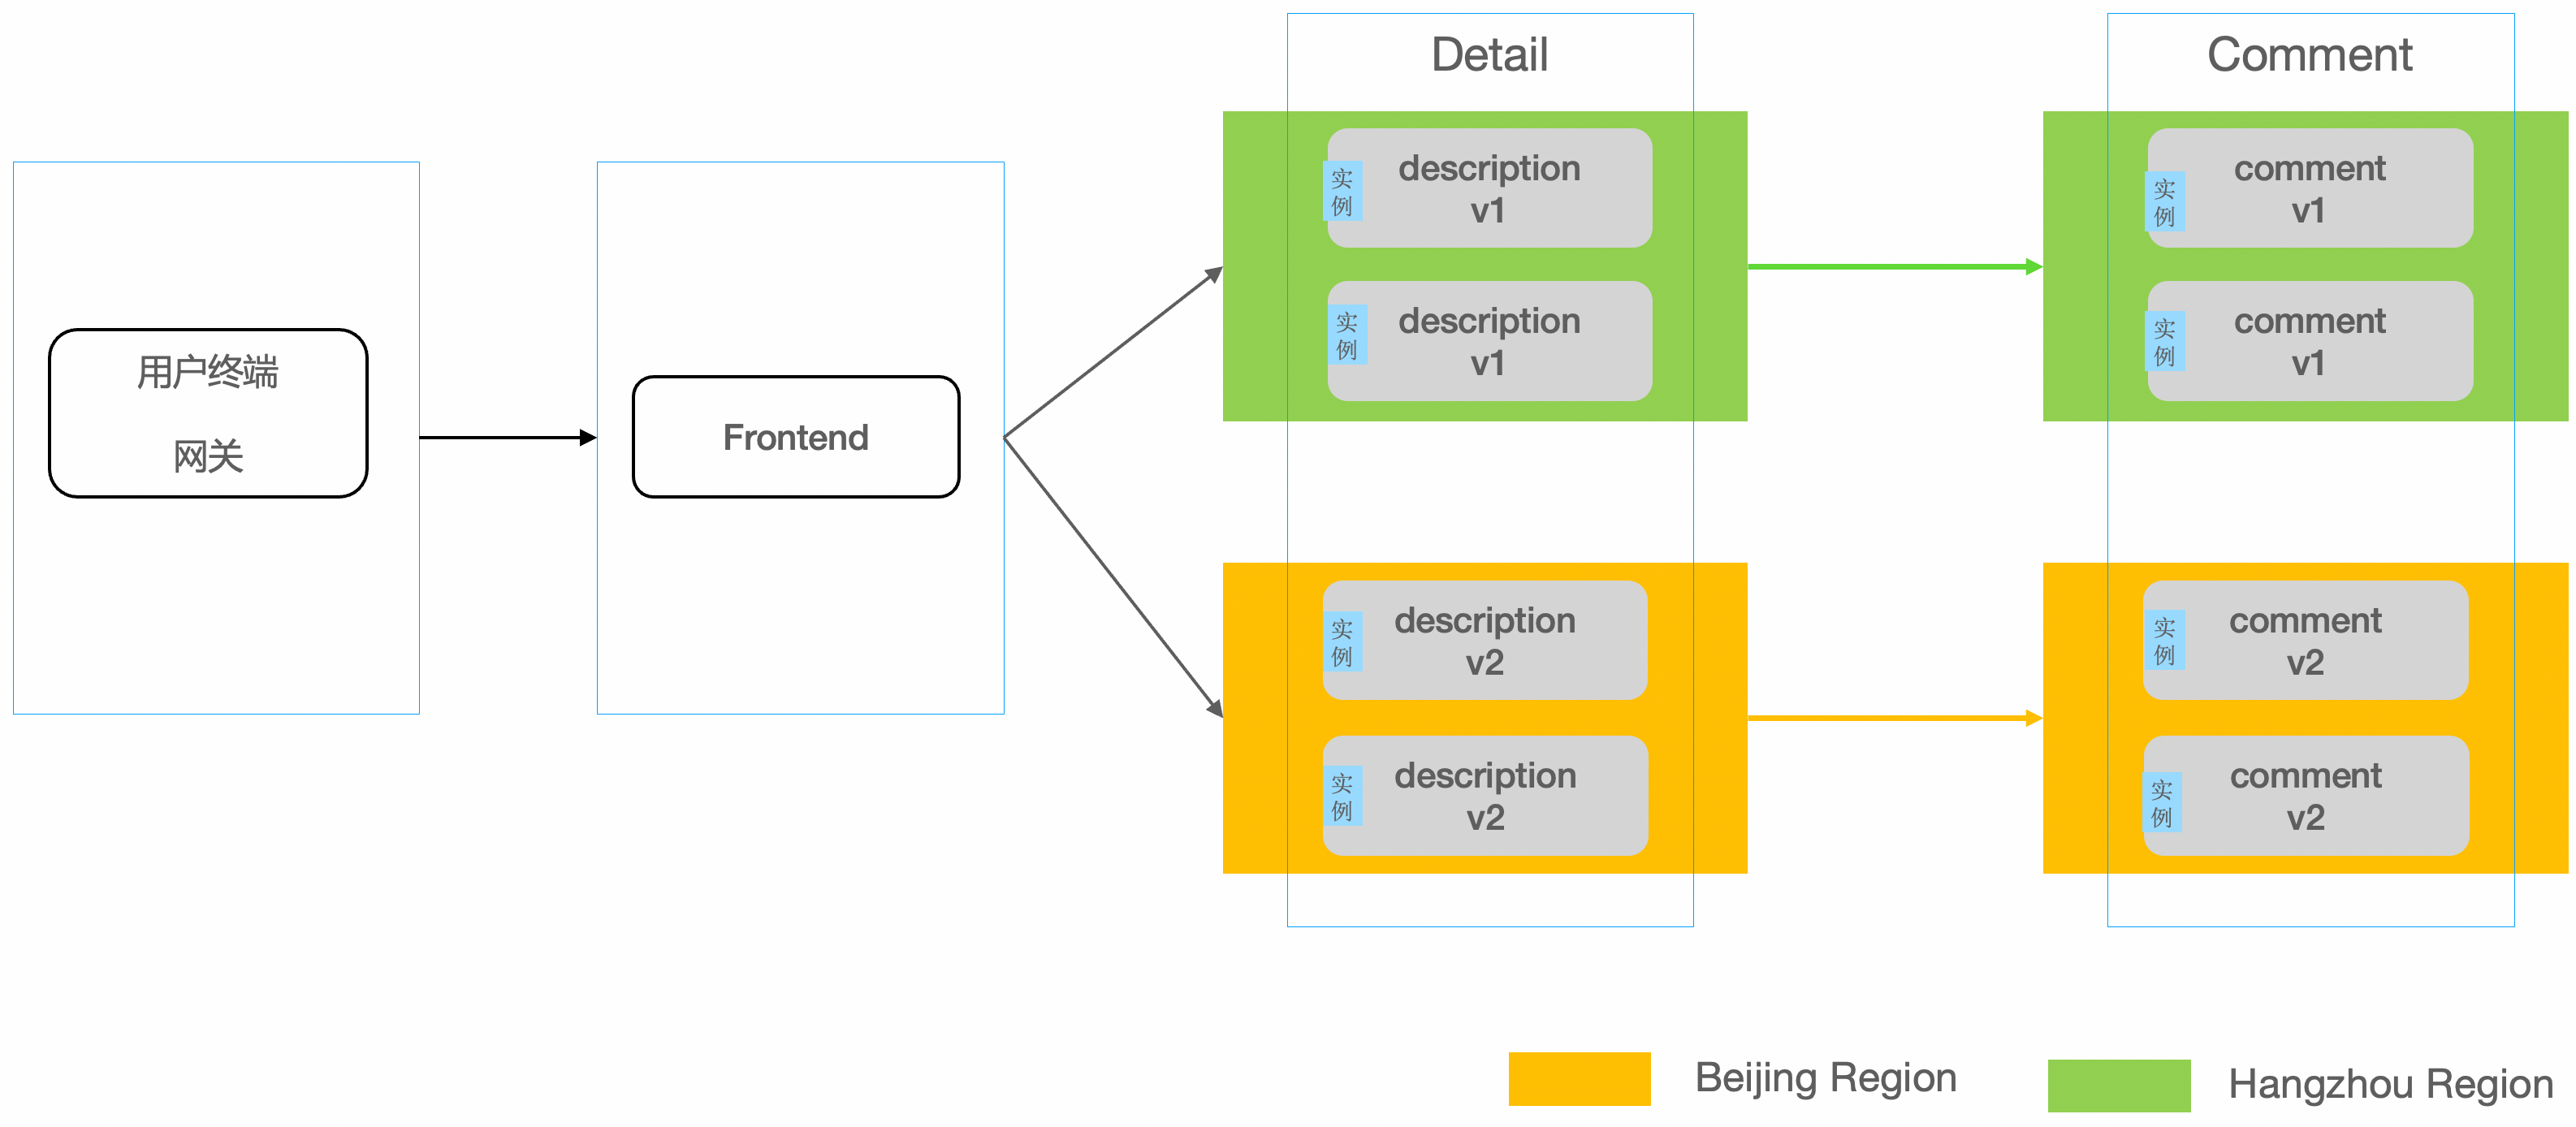 用户终端
网关
Frontend
Detail
实
例
description
v1
实
例
description
v1
实
例
description
v2
实
例
description
v2
Comment
实
例
comment
v1
实
例
comment
v1
实
例
comment
v2
实
例
comment
v2
Beijing Region
Hangzhou Region